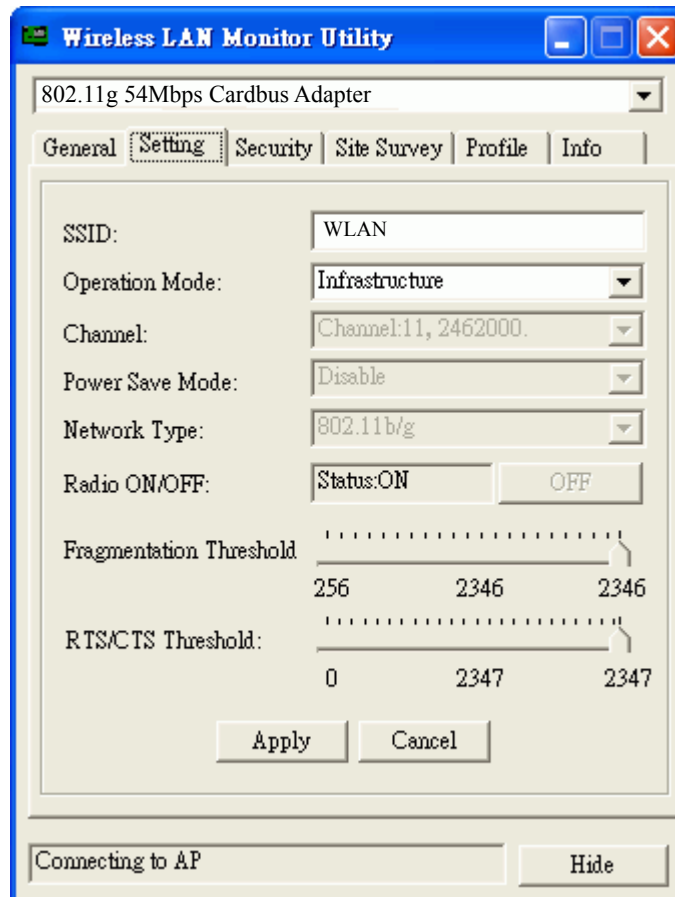 Wireless LAN Monitor Utility
802.11g 54Mbps Cardbus Adapter
General Setting Security Site Survey Profile Info
SSID: WLAN
Operation Mode: Infrastructure
Channel: Channel:11, 2462000.
Power Save Mode: Disable
Network Type: 802.11b/g
Radio ON/OFF: Status:ON OFF
Fragmentation Threshold
256 2346 2346
RTS/CTS Threshold:
0 2347 2347
Apply Cancel
Connecting to AP Hide